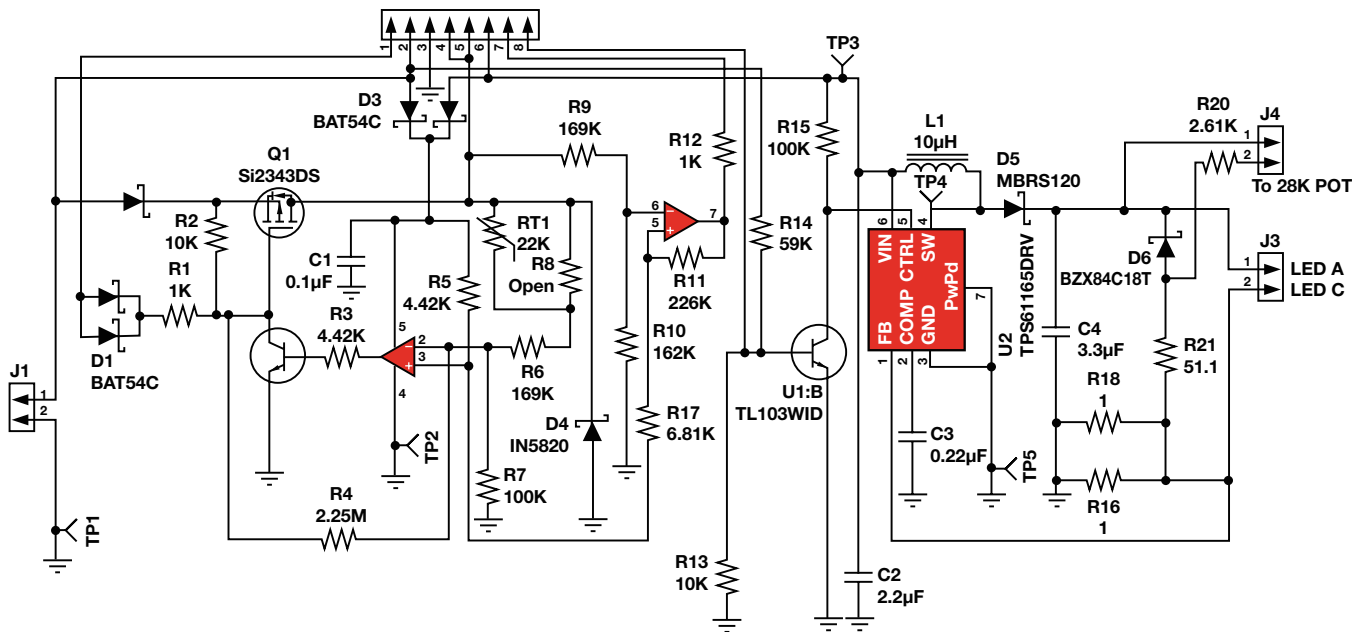 1 2 3 4 5 6 7 8
TP3
D3
BAT54C
R9
169K
R12
1K
R15
100K
L1
10µH
R20
2.61K
J4
1
2
To 28K POT
Q1
Si2343DS
D5
MBRS120
TP4
R2
10K
RT1
22K
6
5
7
R14
59K
6 5 4
VIN CTRL SW
PwPd
7
FB COMP GND
1 2 3
U2
TPS61165DRV
D6
BZX84C18T
J3
1
2
LED A
LED C
C1
0.1µF
R8
Open
R11
226K
R1
1K
R5
4.42K
R3
4.42K
5
2
3
4
R10
162K
C4
3.3µF
R21
51.1
D1
BAT54C
R6
169K
U1:B
TL103WID
R18
1
J1
1
2
TP2
D4
IN5820
R17
6.81K
C3
0.22µF
TP5
R7
100K
R16
1
R4
2.25M
TP1
R13
10K
C2
2.2µF